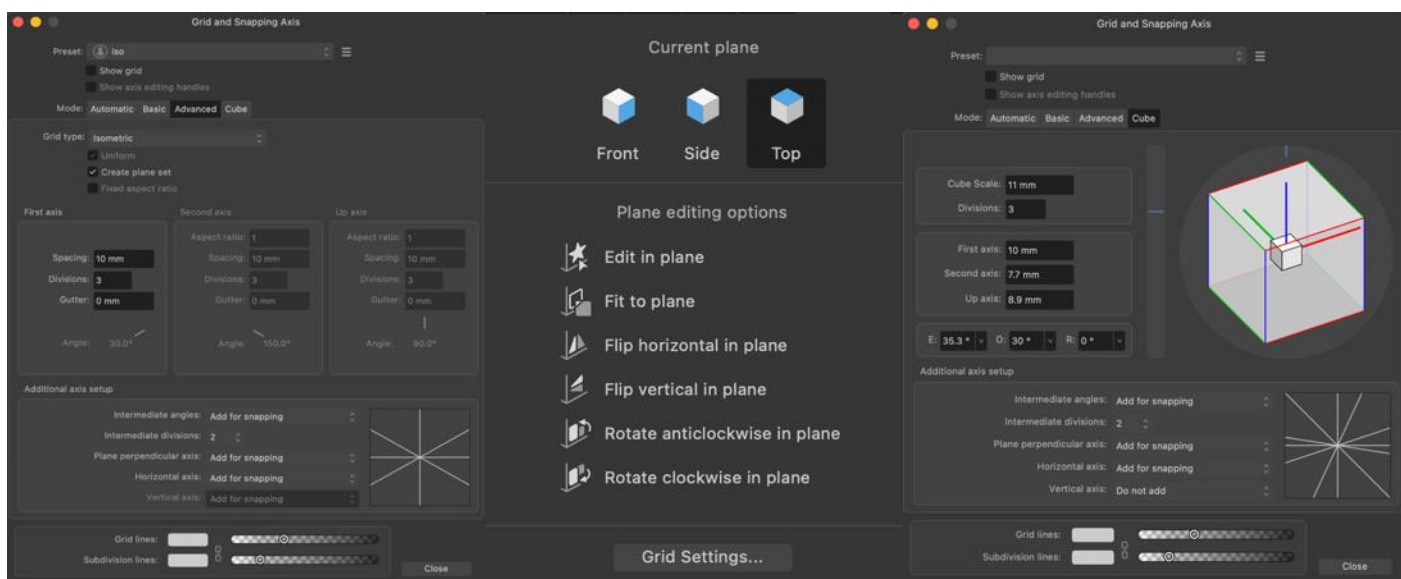 Grid and Snapping Axis
Preset: iso
Show grid
Show axis editing handles
Mode: Automatic Basic Advanced Cube
Grid type: Isometric
Uniform
Create plane set
Fixed aspect ratio
First axis Second axis Up axis
Aspect ratio: 1 Aspect ratio: 1
Spacing: 10 mm Spacing: 10 mm Spacing: 10 mm
Divisions: 3 Divisions: 3 Divisions: 3
Gutter: 0 mm Gutter: 0 mm Gutter: 0 mm
Angle: 30.0° Angle: 150.0° Angle: 90.0°
Additional axis setup
Intermediate angles: Add for snapping
Intermediate divisions: 2
Plane perpendicular axis: Add for snapping
Horizontal axis: Add for snapping
Vertical axis: Add for snapping
Grid lines:
Subdivision lines:
Close
Current plane
Front Side Top
Plane editing options
Edit in plane
Fit to plane
Flip horizontal in plane
Flip vertical in plane
Rotate anticlockwise in plane
Rotate clockwise in plane
Grid Settings...
Grid and Snapping Axis
Preset:
Show grid
Show axis editing handles
Mode: Automatic Basic Advanced Cube
Cube Scale: 11 mm
Divisions: 3
First axis: 10 mm
Second axis: 7.7 mm
Up axis: 8.9 mm
E: 35.3 ° O: 30 ° R: 0 °
Additional axis setup
Intermediate angles: Add for snapping
Intermediate divisions: 2
Plane perpendicular axis: Add for snapping
Horizontal axis: Add for snapping
Vertical axis: Do not add
Grid lines:
Subdivision lines:
Close